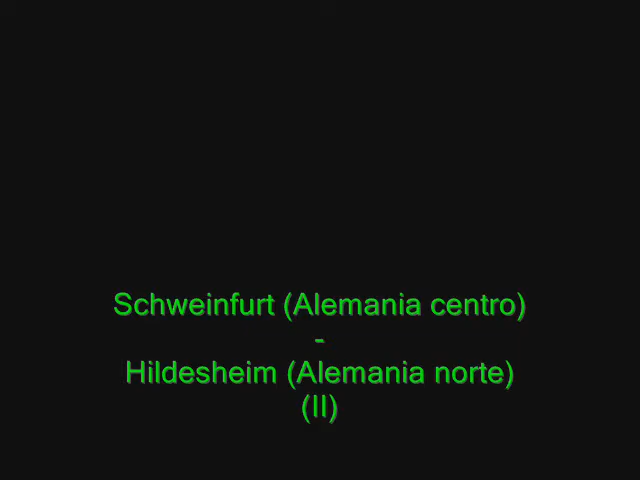 Schweinfurt (Alemania centro)
-
Hildesheim (Alemania norte)
(II)